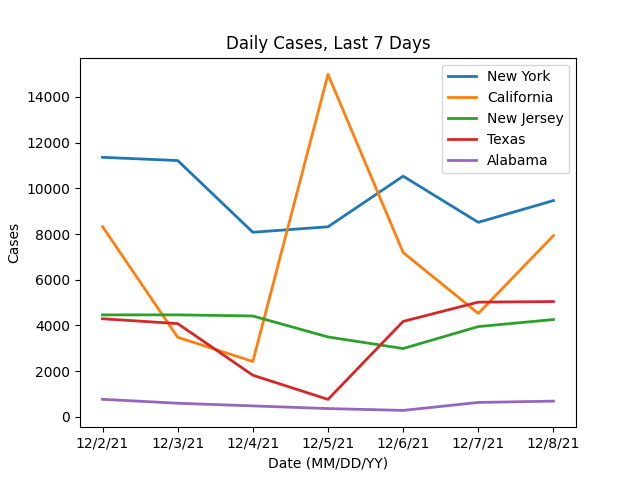 Daily Cases, Last 7 Days
New York
California
New Jersey
Texas
Alabama
Cases
14000
12000
10000
8000
6000
4000
2000
0
12/2/21 12/3/21 12/4/21 12/5/21 12/6/21 12/7/21 12/8/21
Date (MM/DD/YY)